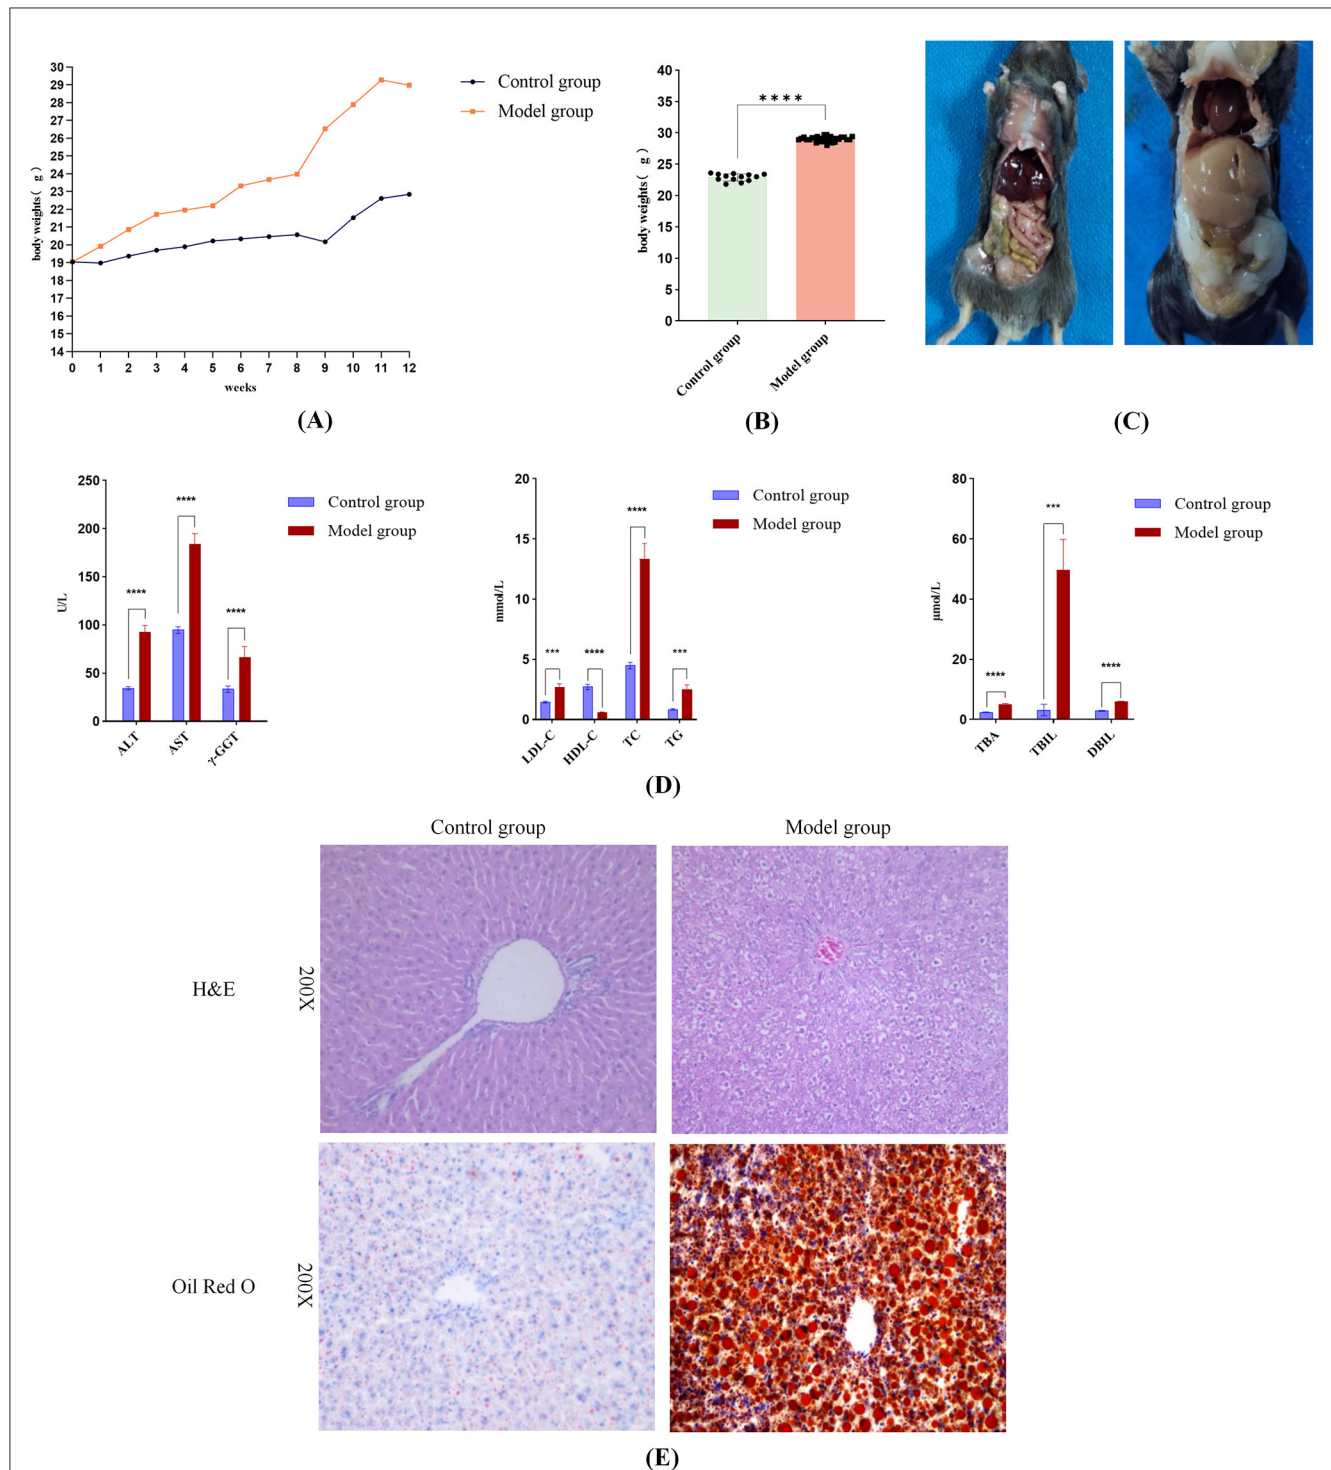 30
29
28
27
26
25
24
23
22
21
20
19
18
17
16
15
14
body weights( g )
0 1 2 3 4 5 6 7 8 9 10 11 12
weeks
Control group
Model group
(A)
40
35
30
25
20
15
10
5
0
body weights( g )
****
Control group
Model group
(B)
(C)
250
200
150
100
50
0
U/L
**** **** ****
ALT AST γ-GGT
Control group
Model group
20
15
10
5
0
mmol/L
*** **** **** ***
LDL-C HDL-C TC TG
Control group
Model group
80
60
40
20
0
μmol/L
**** *** ****
TBA TBIL DBIL
Control group
Model group
(D)
Control group Model group
H&E 200X
Oil Red O 200X
(E)